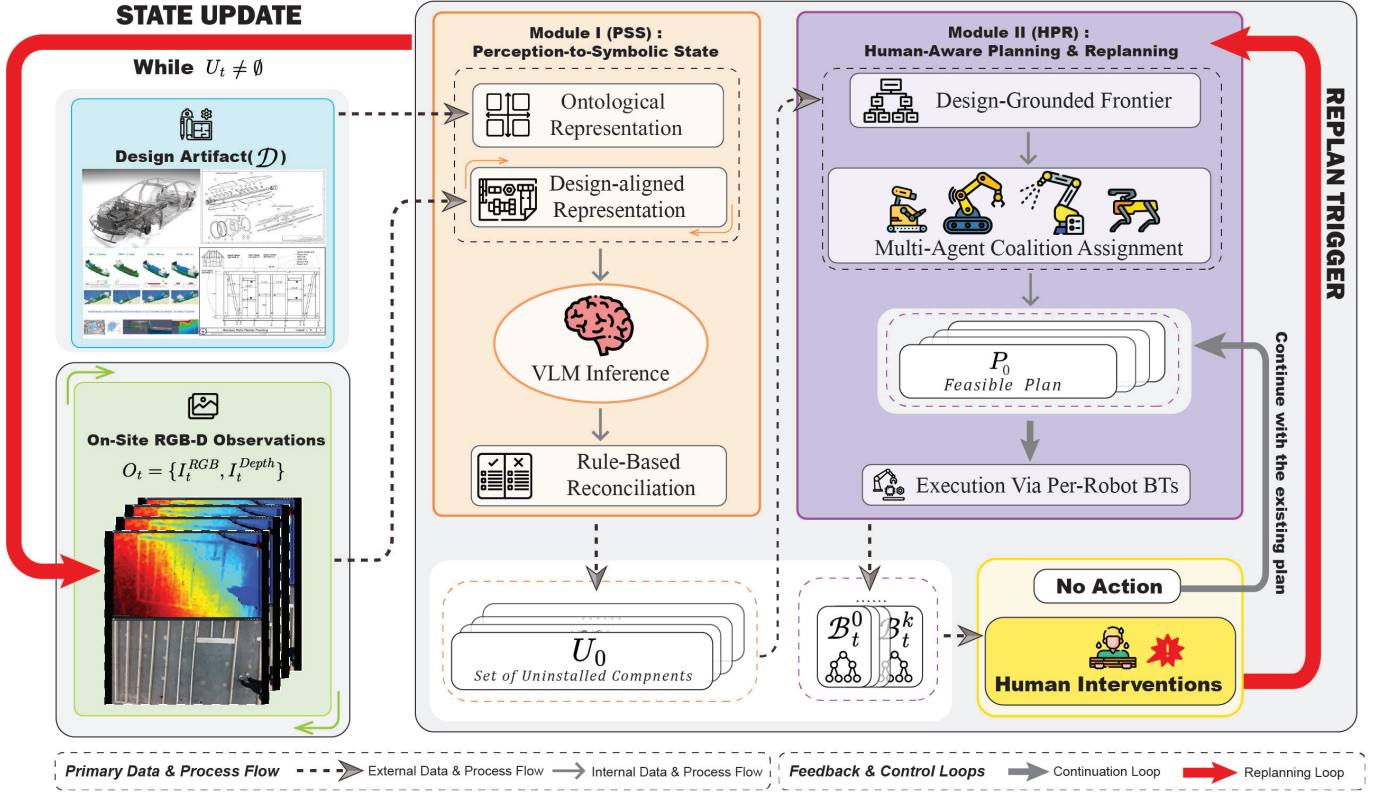 STATE UPDATE
While U_t ≠ ∅
Design Artifact(𝒟)
On-Site RGB-D Observations
O_t = {I_t^{RGB}, I_t^{Depth}}
Module I (PSS) :
Perception-to-Symbolic State
Ontological
Representation
Design-aligned
Representation
VLM Inference
Rule-Based
Reconciliation
......
U_0
Set of Uninstalled Compnents
Module II (HPR) :
Human-Aware Planning & Replanning
Design-Grounded Frontier
Multi-Agent Coalition Assignment
P_0
Feasible Plan
Execution Via Per-Robot BTs
......
ℬ_t^0
ℬ_t^k
No Action
Human Interventions
Continue with the existing plan
REPLAN TRIGGER
Primary Data & Process Flow
External Data & Process Flow
Internal Data & Process Flow
Feedback & Control Loops
Continuation Loop
Replanning Loop